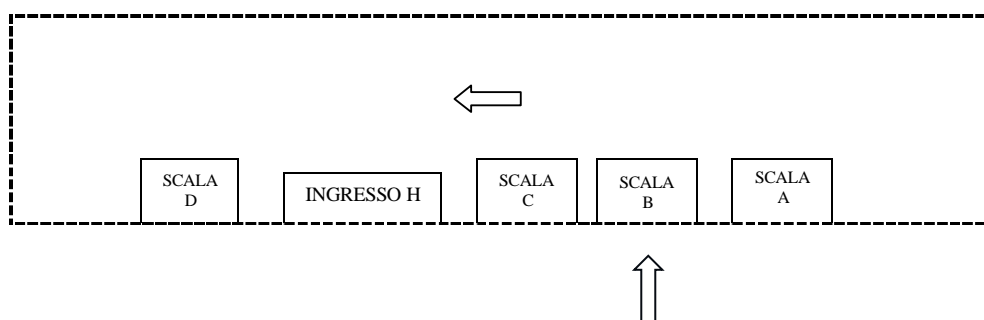 SCALA
D
INGRESSO H
SCALA
C
SCALA
B
SCALA
A